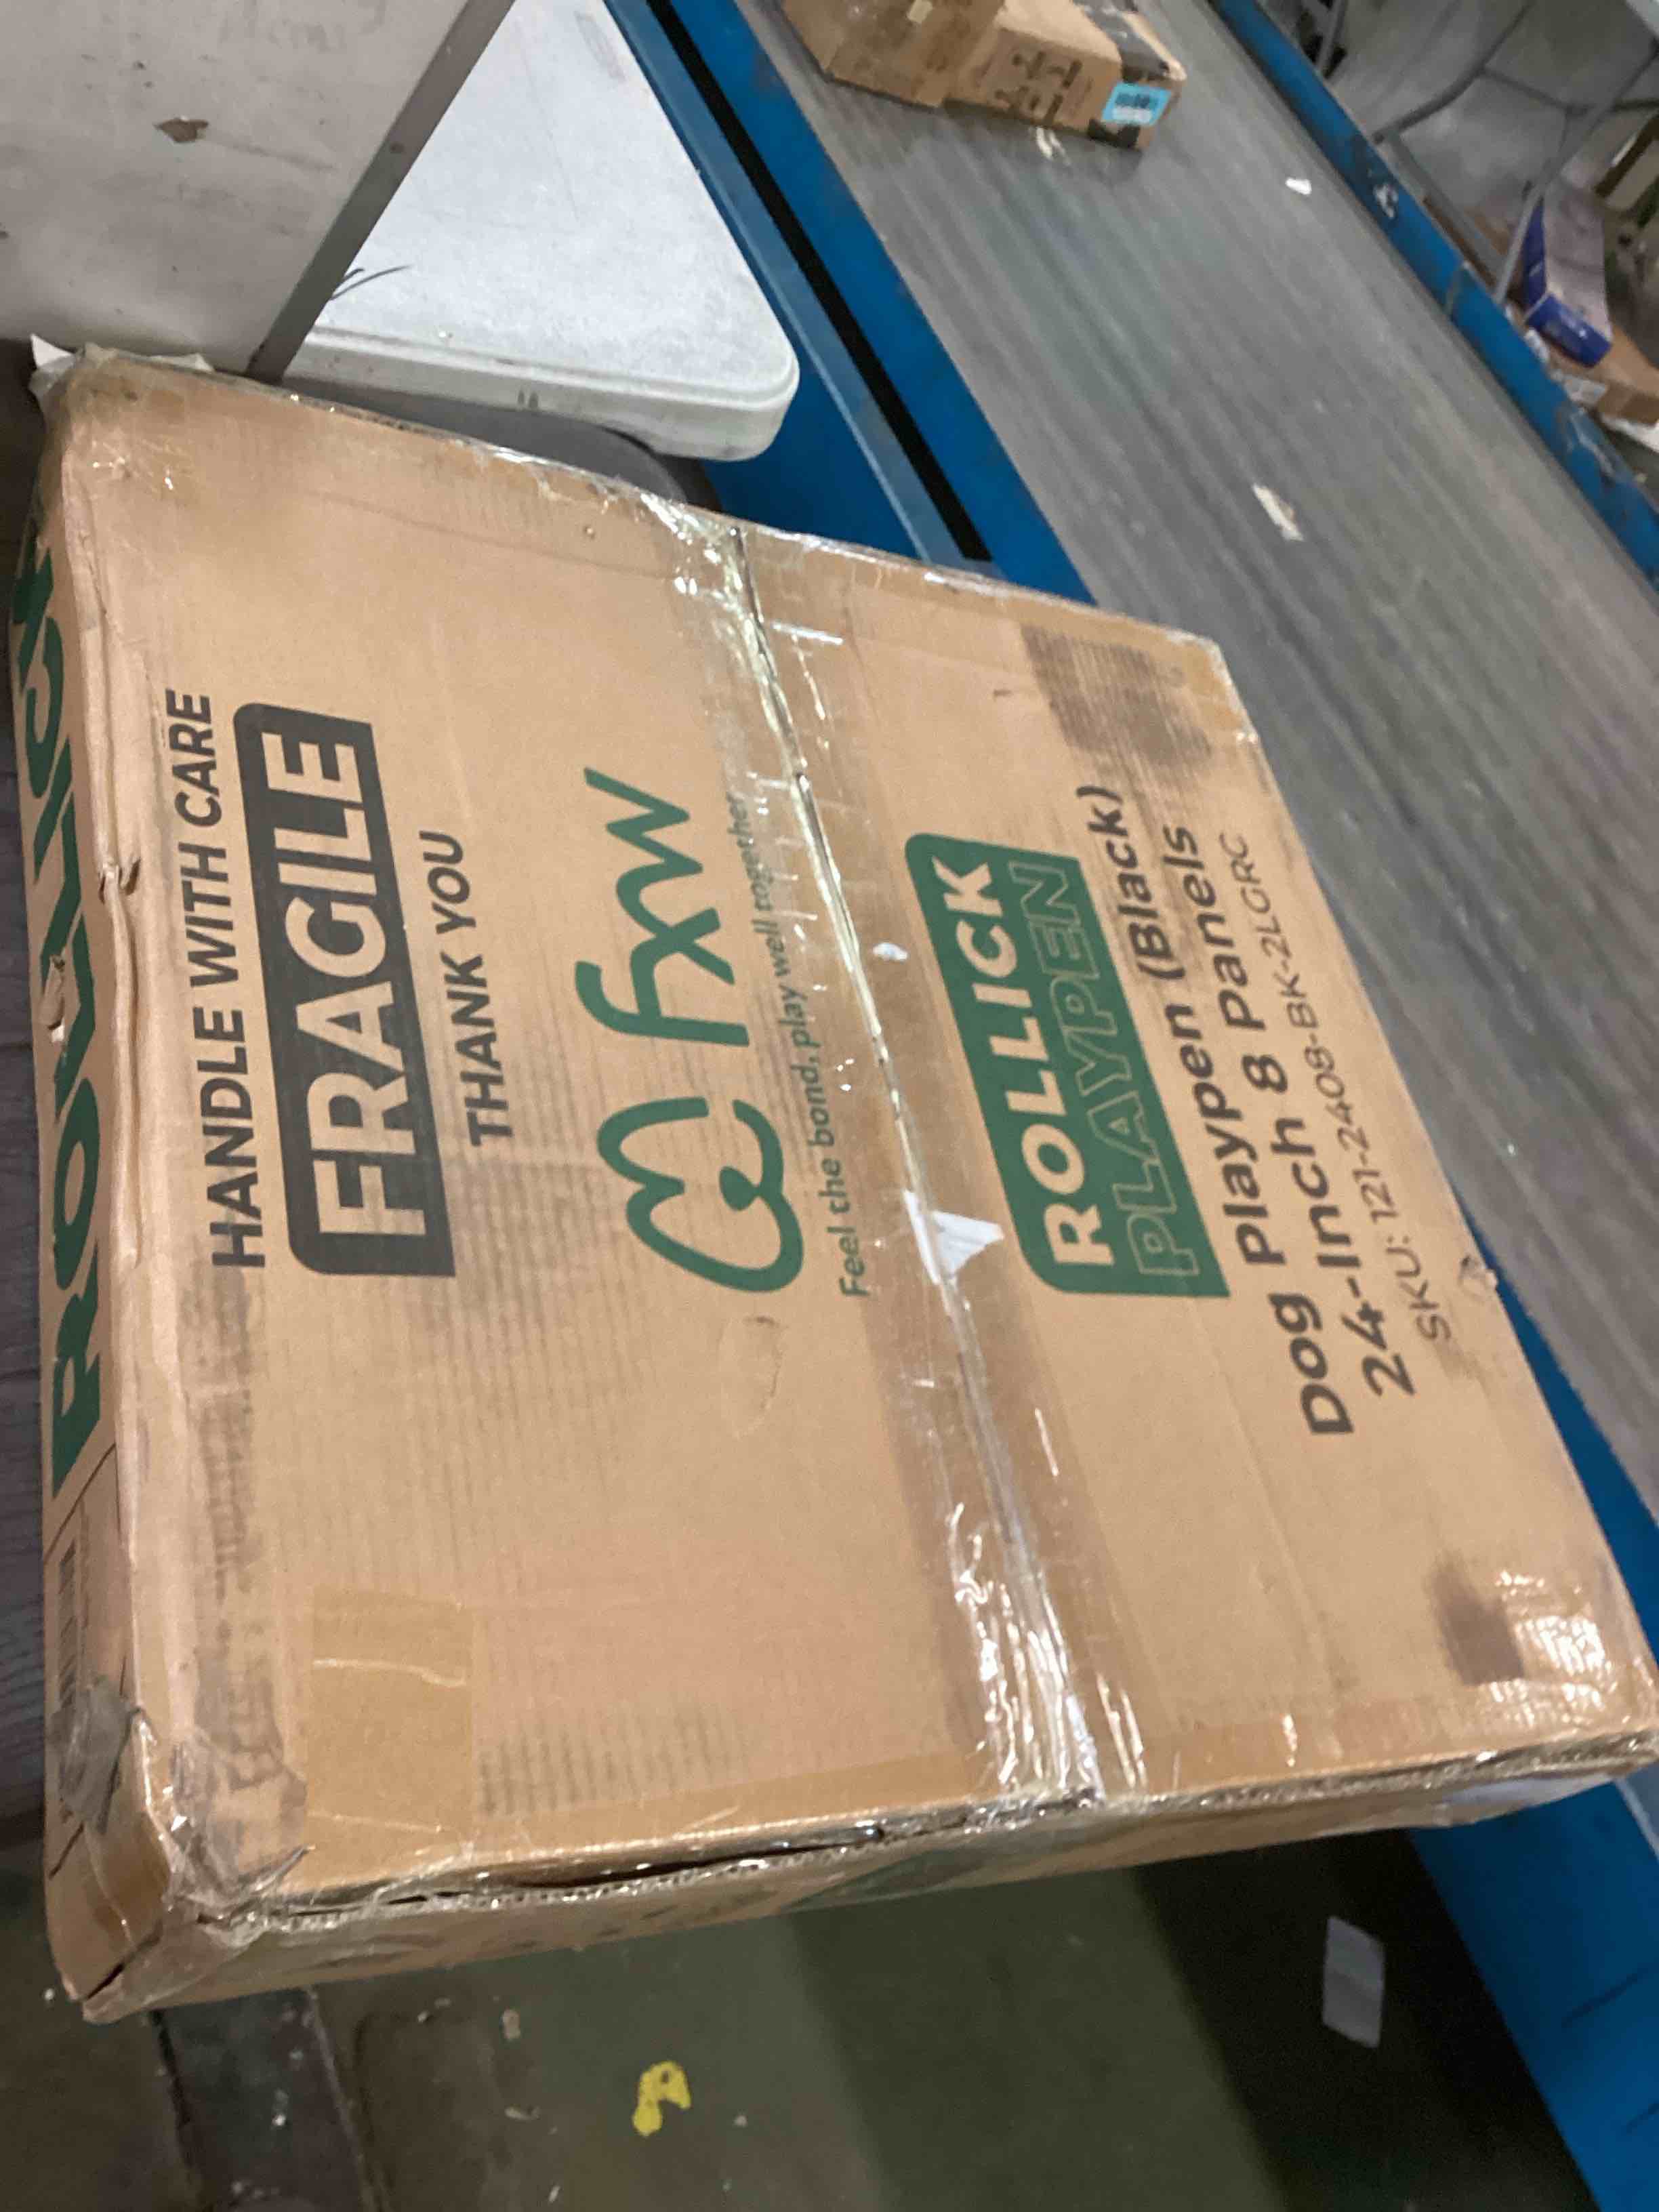 ROLLICK
HANDLE WITH CARE
FRAGILE
THANK YOU
fxw
Feel the bond, play well together
ROLLICK
PLAYPEN
Dog Playpen (Black)
24-Inch 8 Panels
SKU: 121-2408-BK-2LGRC